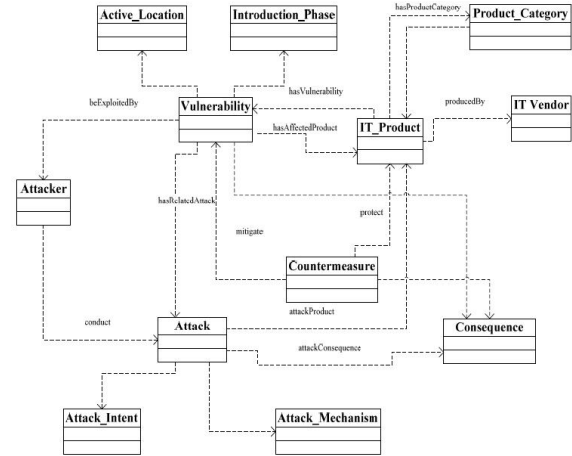 Active_Location
Introduction_Phase
hasProductCategory
Product_Category
hasVulnerability
Vulnerability
beExploitedBy
producedBy
IT Vendor
IT_Product
hasAffectedProduct
Attacker
hasRelatedAttack
protect
mitigate
Countermeasure
attackProduct
conduct
Attack
Consequence
attackConsequence
Attack_Intent
Attack_Mechanism